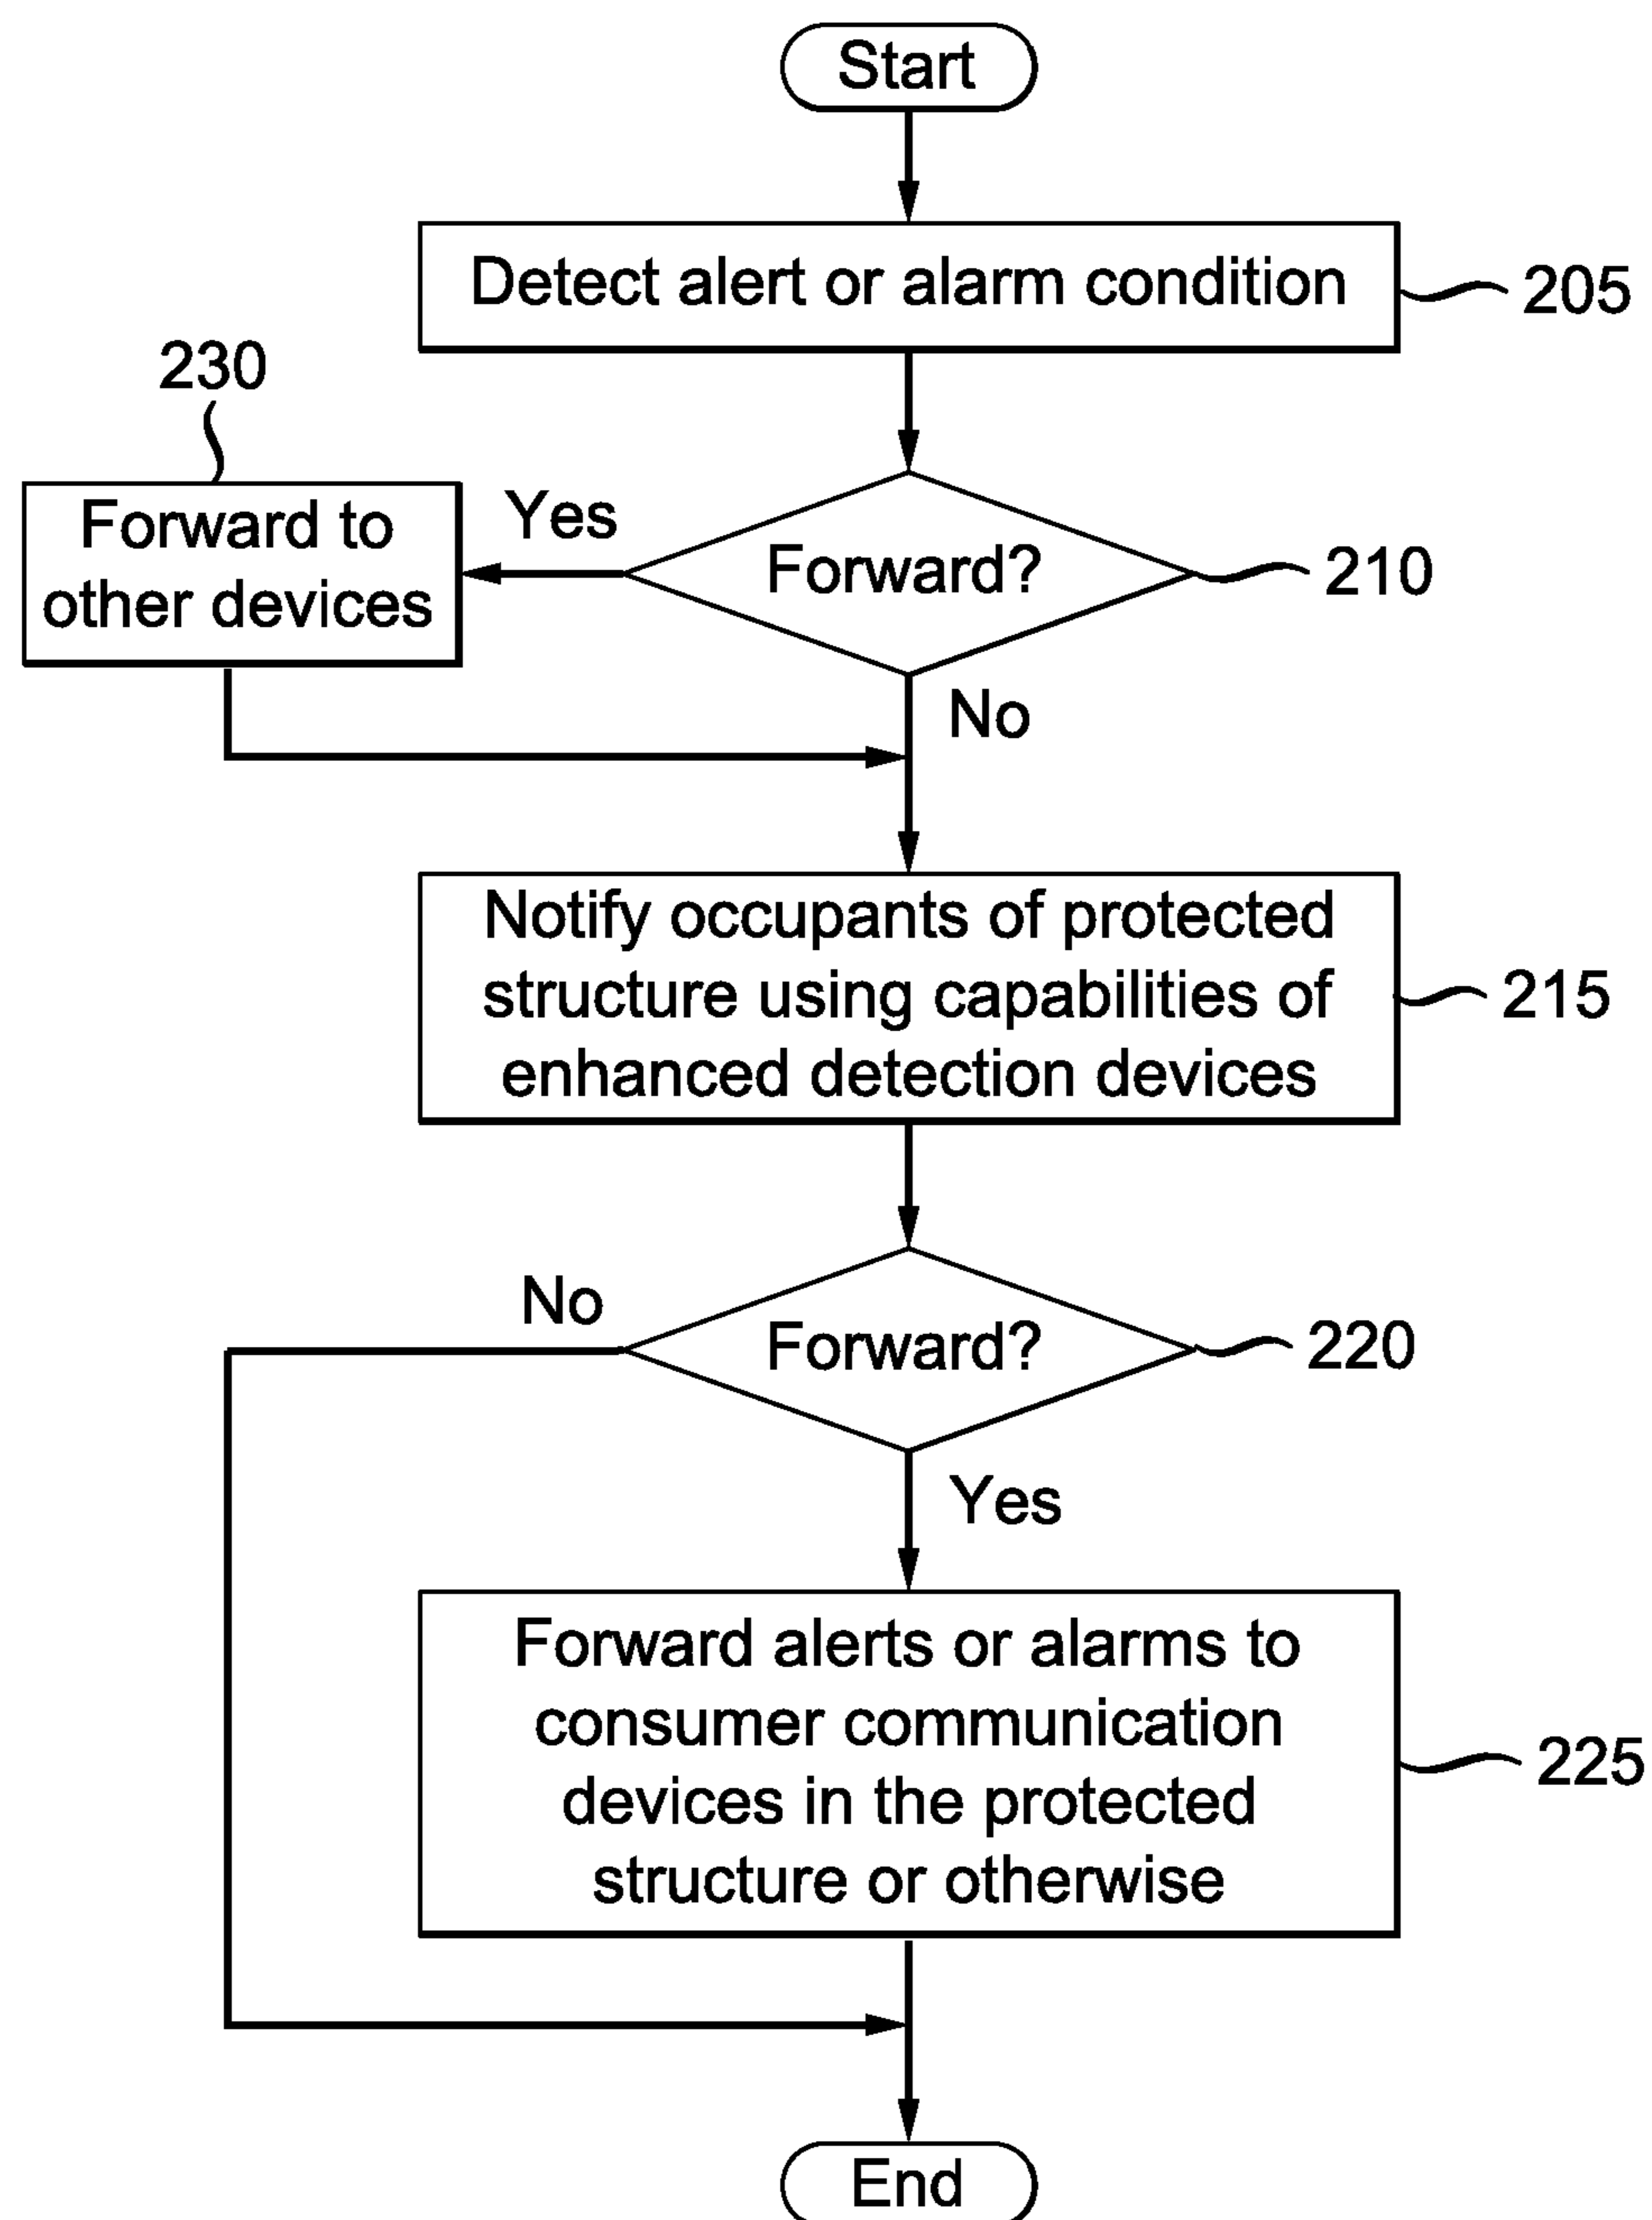 Start
Detect alert or alarm condition
205
230
Forward to
other devices
Yes
Forward?
210
No
Notify occupants of protected
structure using capabilities of
enhanced detection devices
215
No
Forward?
220
Yes
Forward alerts or alarms to
consumer communication
devices in the protected
structure or otherwise
225
End